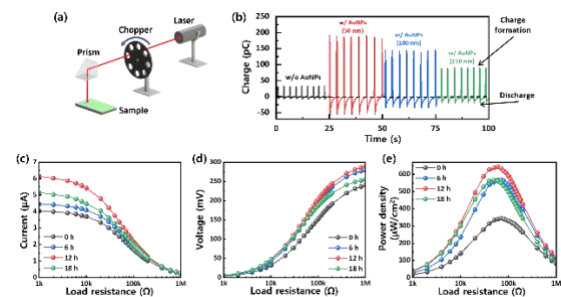 (a)
Laser
Chopper
Prism
Sample
(b)
Charge (pC)
250
200
150
100
50
0
-50
w/o AuNPs
w/ AuNPs
(50 nm)
w/ AuNPs
(100 nm)
w/ AuNPs
(150 nm)
Charge
formation
Discharge
0 25 50 75 100
Time (s)
(c)
Current (μA)
7
6
5
4
3
2
1
0
0 h
6 h
12 h
18 h
1k 10k 100k 1M
Load resistance (Ω)
(d)
Voltage (mV)
300
250
200
150
100
50
0
0 h
6 h
12 h
18 h
1k 10k 100k 1M
Load resistance (Ω)
(e)
Power density
(μW/cm²)
600
500
400
300
200
100
0
0 h
6 h
12 h
18 h
1k 10k 100k 1M
Load resistance (Ω)